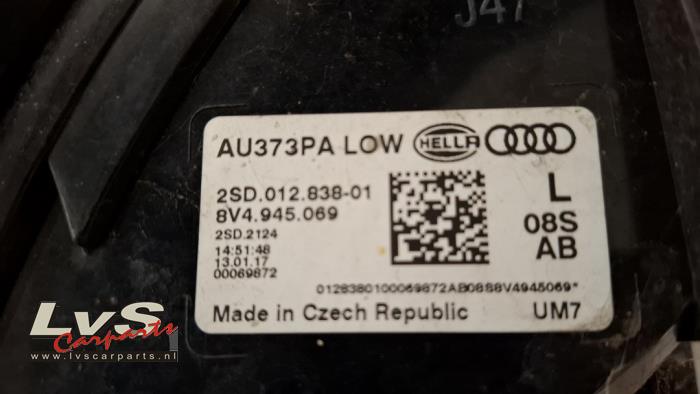 J47
AU373PA LOW HELLA
2SD.012.838-01 L
8V4.945.069 08S
2SD.2124 AB
14:51:48
13.01.17
00069872
0128380100069872AB08S8V4945069*
Made in Czech Republic UM7
LvS
Carparts
www.lvscarparts.nl